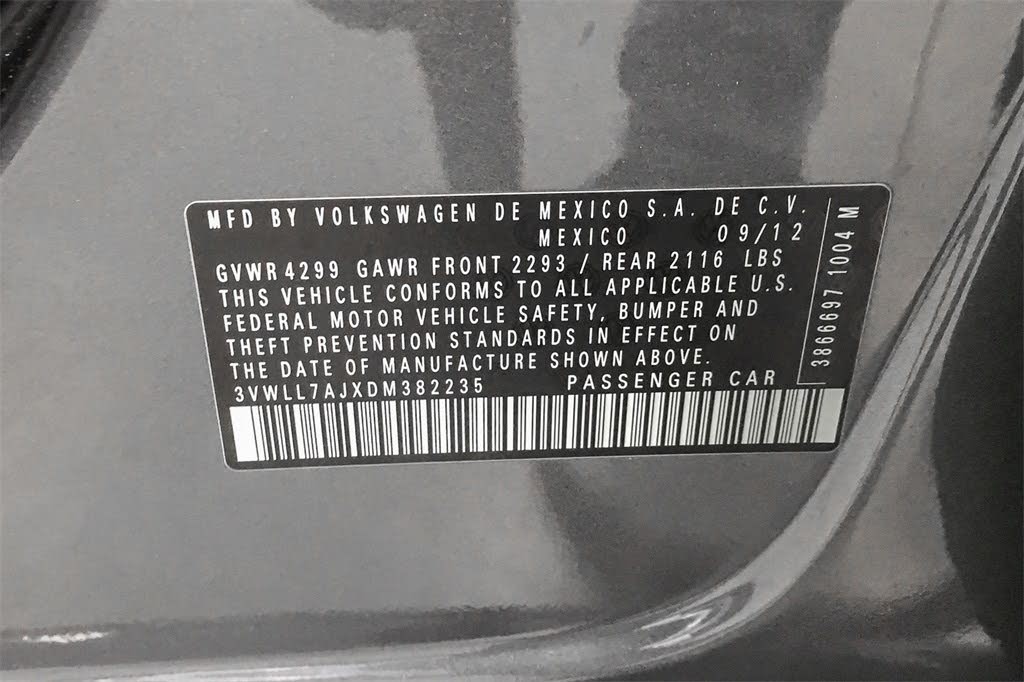 MFD BY VOLKSWAGEN DE MEXICO S.A. DE C.V.
MEXICO 09/12
GVWR 4299 GAWR FRONT 2293 / REAR 2116 LBS
THIS VEHICLE CONFORMS TO ALL APPLICABLE U.S.
FEDERAL MOTOR VEHICLE SAFETY, BUMPER AND
THEFT PREVENTION STANDARDS IN EFFECT ON
THE DATE OF MANUFACTURE SHOWN ABOVE.
3VWLL7AJXDM382235 PASSENGER CAR
3866697 1004 M